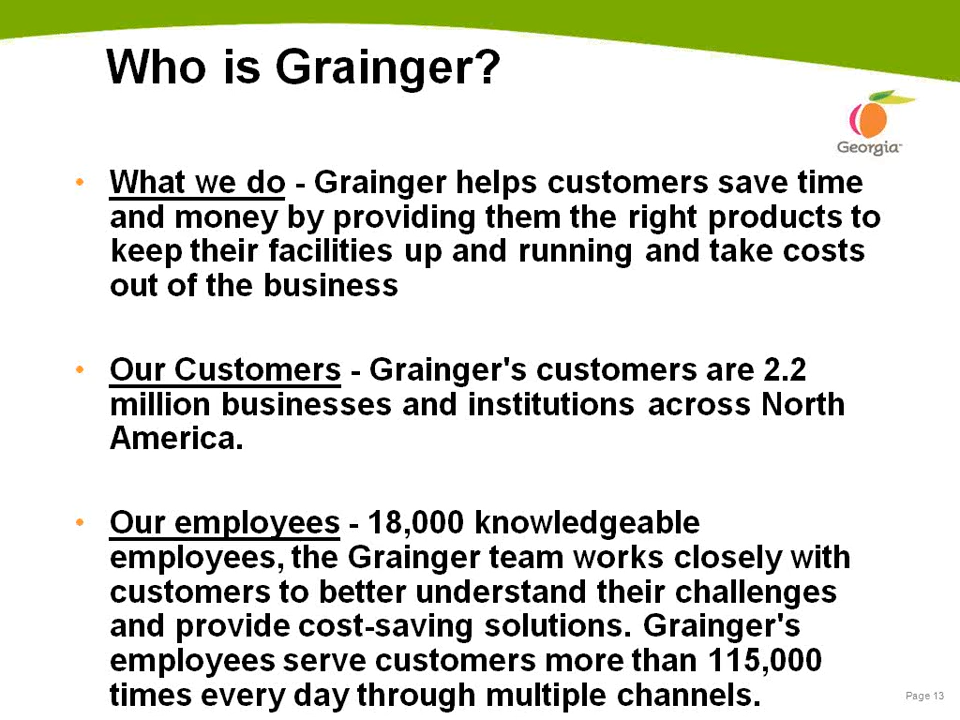 Who is Grainger?
Georgia™
• What we do - Grainger helps customers save time
and money by providing them the right products to
keep their facilities up and running and take costs
out of the business
• Our Customers - Grainger's customers are 2.2
million businesses and institutions across North
America.
• Our employees - 18,000 knowledgeable
employees, the Grainger team works closely with
customers to better understand their challenges
and provide cost-saving solutions. Grainger's
employees serve customers more than 115,000
times every day through multiple channels.
Page 13